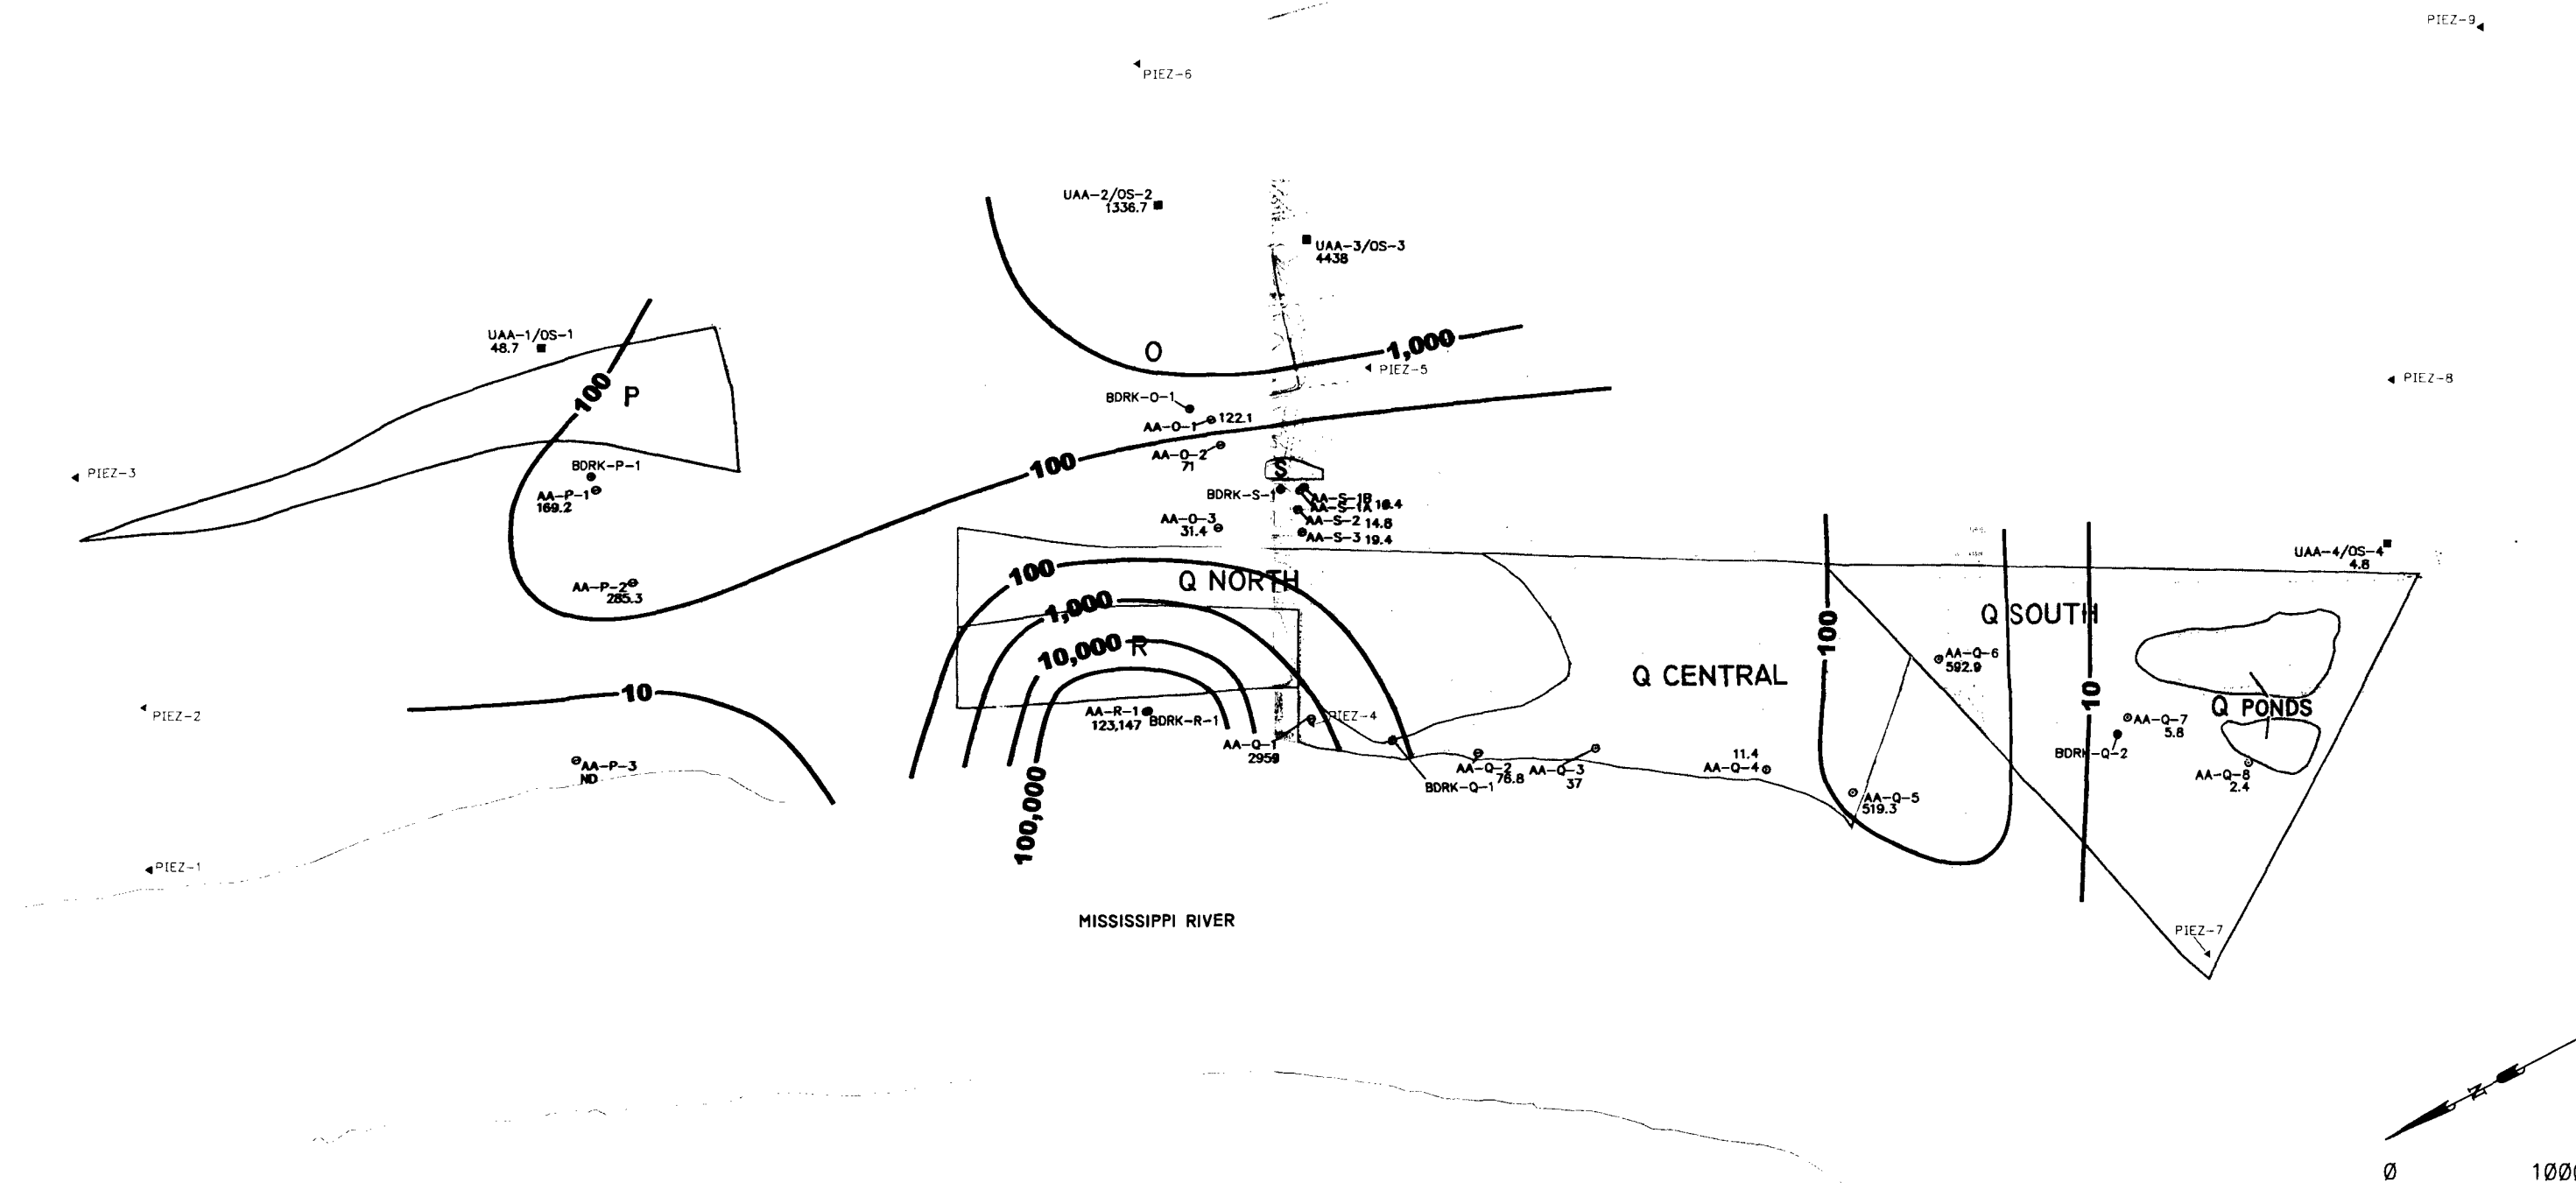 PIEZ-9
PIEZ-6
UAA-2/OS-2
1336.7
UAA-3/OS-3
4438
UAA-1/OS-1
48.7
O
1,000
PIEZ-5
PIEZ-8
100
P
BDRK-O-1
AA-O-1
122.1
AA-O-2
71
100
S
PIEZ-3
BDRK-P-1
AA-P-1
169.2
BDRK-S-1
AA-S-1B
AA-S-1A
AA-S-2 14.8
AA-S-3 19.4
AA-O-3
31.4
UAA-4/OS-4
4.8
AA-P-2
285.3
100
Q NORTH
1,000
10,000
R
100
Q SOUTH
AA-Q-6
592.9
Q CENTRAL
10
10
Q PONDS
PIEZ-2
AA-R-1
123,147
BDRK-R-1
PIEZ-4
AA-Q-7
5.8
BDRK-Q-2
AA-Q-1
2959
AA-P-3
ND
AA-Q-2
76.8
AA-Q-3
37
BDRK-Q-1
11.4
AA-Q-4
AA-Q-8
2.4
AA-Q-5
519.3
100,000
PIEZ-1
MISSISSIPPI RIVER
PIEZ-7
N
0